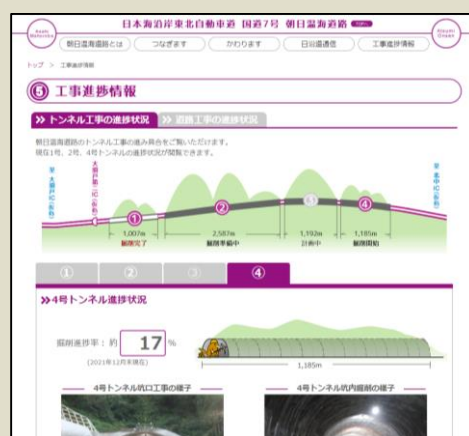 日本海沿岸東北自動車道 国道7号 朝日温海道路
Asahi
Mahoroba
Atsumi
Onsen
朝日温海道路とは つなぎます かわります 日沿道通信 工事進捗情報
トップ > 工事進捗情報
⑤ 工事進捗情報
トンネル工事の進捗状況 道路工事の進捗状況
朝日温海道路のトンネル工事の進み具合をご覧いただけます。
現在1号、2号、4号トンネルの進捗状況が閲覧できます。
① ② ③ ④
1,007m 2,587m 1,192m 1,185m
掘削完了 掘削準備中 計画中 掘削開始
① ② ③ ④
4号トンネル進捗状況
掘削進捗率:約 17 %
(2021年12月末現在)
1,185m
4号トンネル坑口工事の様子 4号トンネル坑内掘削の様子